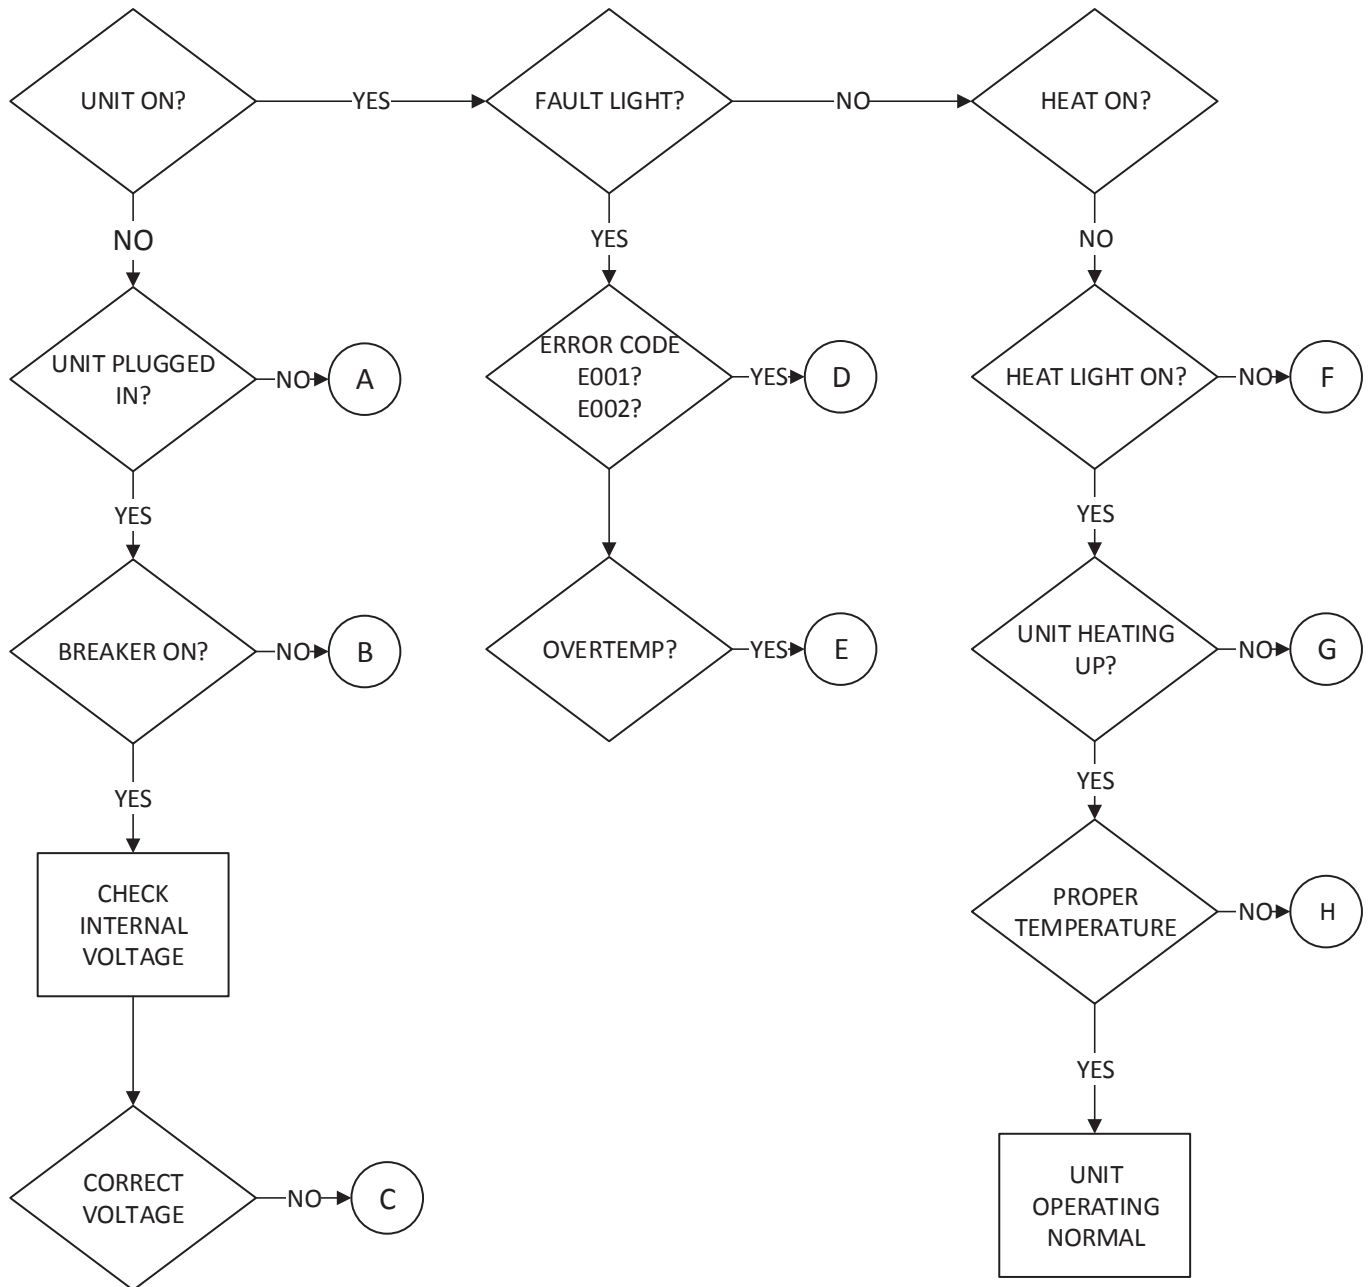 UNIT ON?
YES
FAULT LIGHT?
NO
HEAT ON?
NO
YES
NO
UNIT PLUGGED
IN?
NO
A
ERROR CODE
E001?
E002?
YES
D
HEAT LIGHT ON?
NO
F
YES
YES
BREAKER ON?
NO
B
OVERTEMP?
YES
E
UNIT HEATING
UP?
NO
G
YES
YES
CHECK
INTERNAL
VOLTAGE
PROPER
TEMPERATURE
NO
H
YES
CORRECT
VOLTAGE
NO
C
UNIT
OPERATING
NORMAL